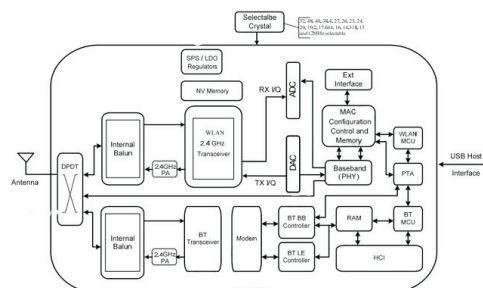 Selectalbe
Crystal
52, 48, 40, 38.4, 27, 26, 25, 24,
20, 19.2, 17.664, 16, 14.318, 13
and12MHz selectable
SPS / LDO
Regulators
NV Memory
Ext
Interface
RX I/Q
ADC
MAC
Configuration
Control and
Memory
WLAN
MCU
Internal
Balun
WLAN
2.4 GHz
Transceiver
2.4GHz
PA
DAC
TX I/Q
Baseband
(PHY)
PTA
USB Host
Interface
Antenna
DPDT
Internal
Balun
2.4GHz
PA
BT
Transceiver
Modem
BT BB
Controller
BT LE
Controller
RAM
BT
MCU
HCI